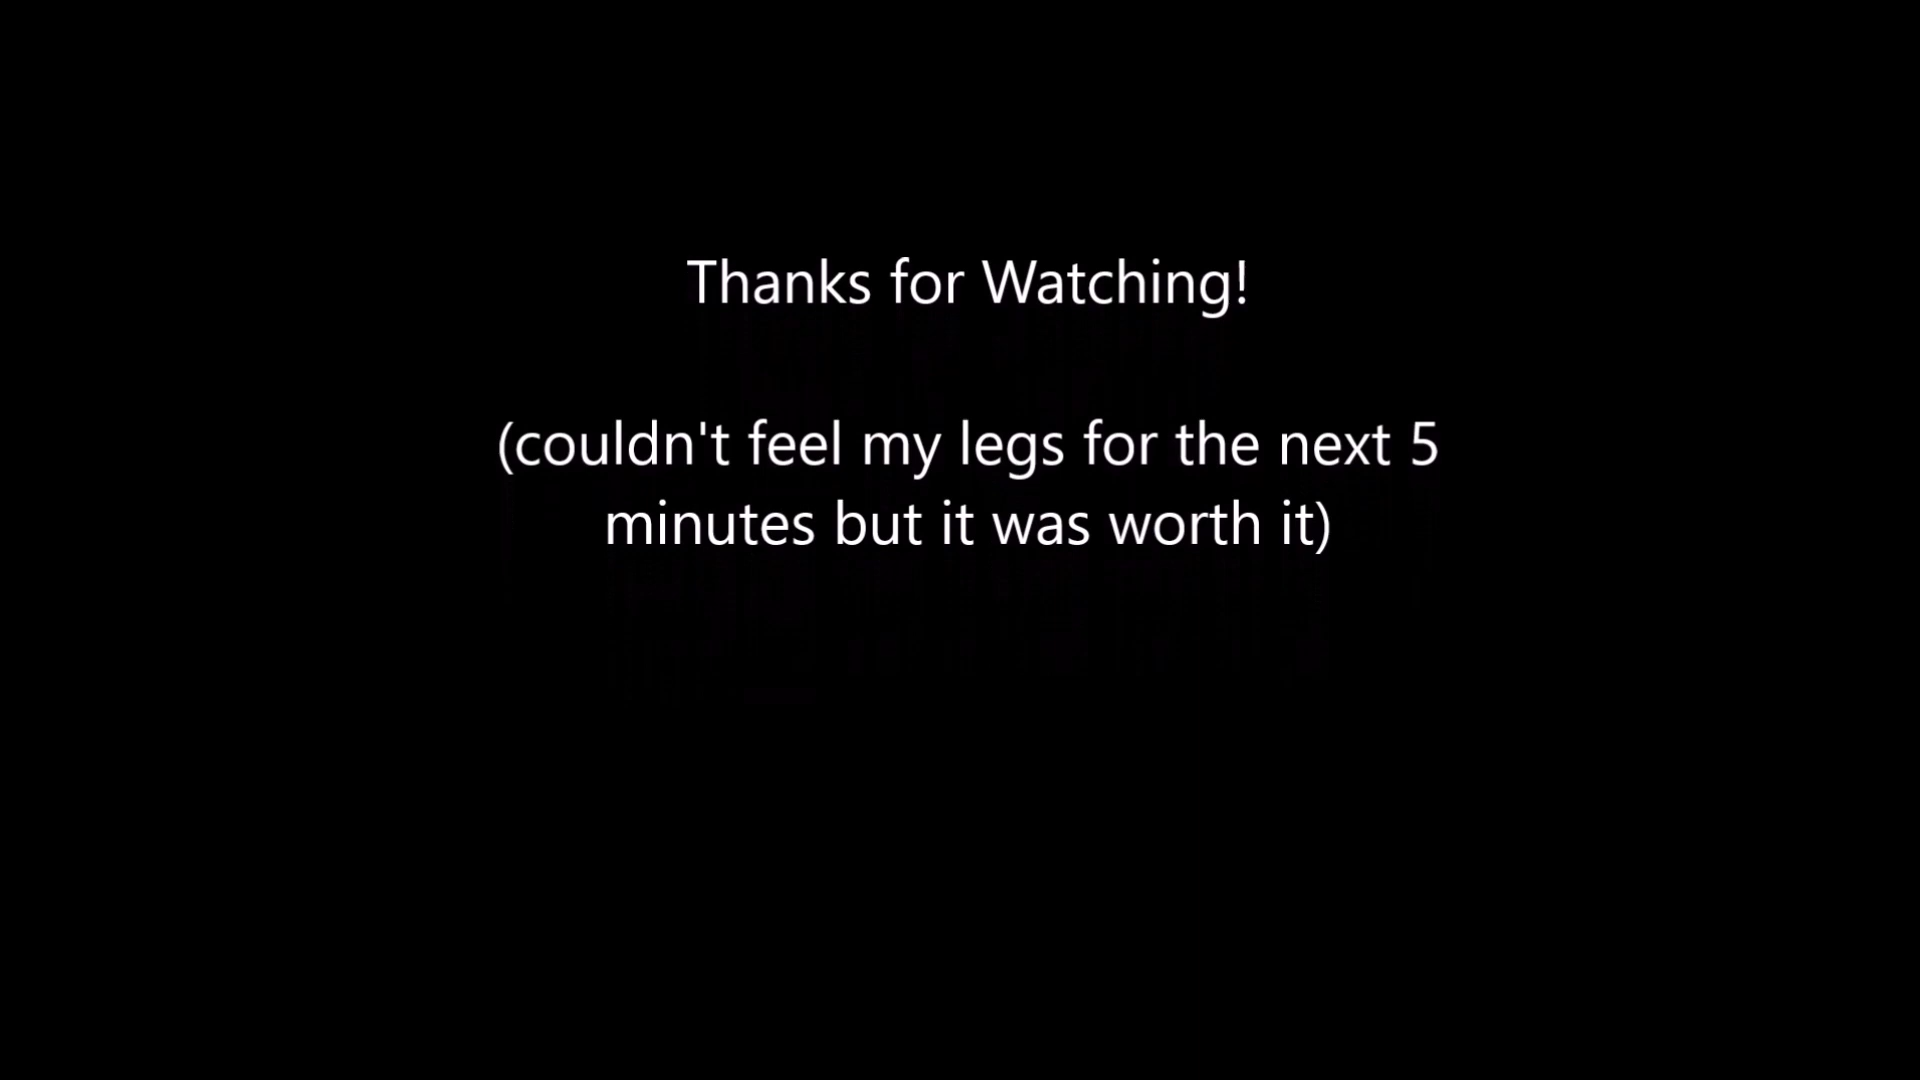 Thanks for Watching!
(couldn't feel my legs for the next 5
minutes but it was worth it)